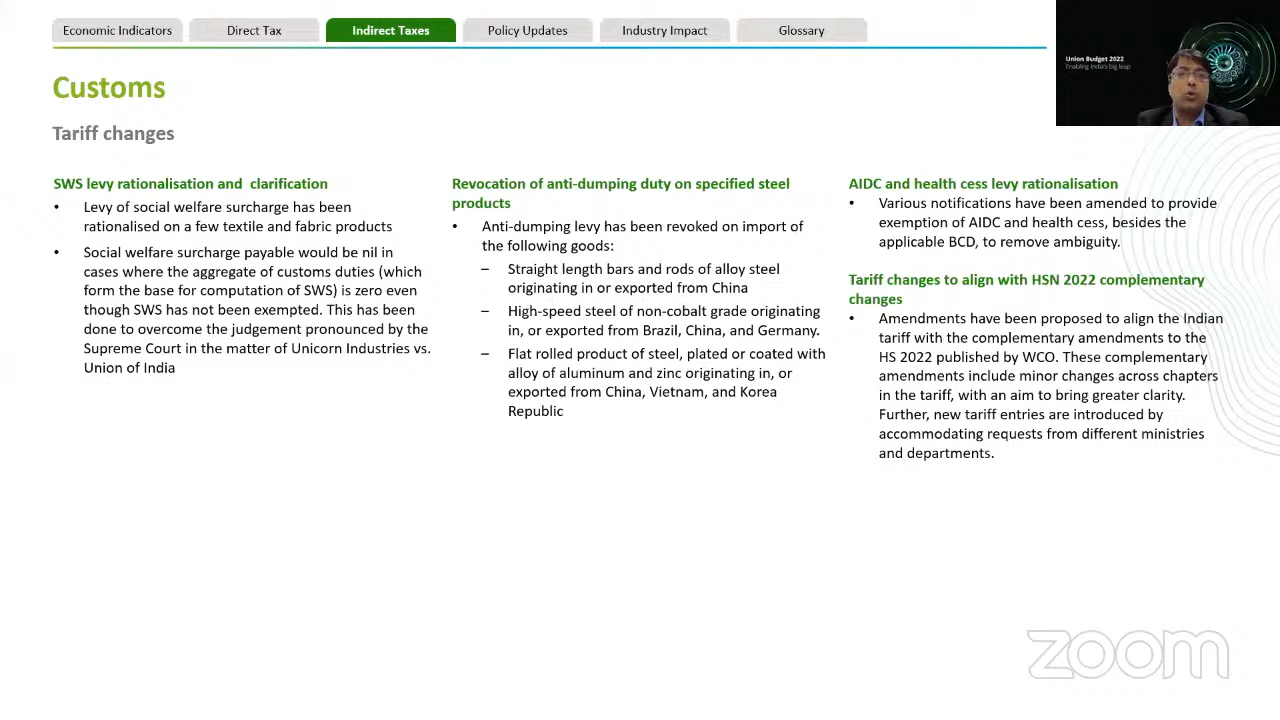 Economic Indicators
Direct Tax
Indirect Taxes
Policy Updates
Industry Impact
Glossary
Union Budget 2022
Enabling India's big leap
Customs
Tariff changes
SWS levy rationalisation and  clarification
• Levy of social welfare surcharge has been
rationalised on a few textile and fabric products
• Social welfare surcharge payable would be nil in
cases where the aggregate of customs duties (which
form the base for computation of SWS) is zero even
though SWS has not been exempted. This has been
done to overcome the judgement pronounced by the
Supreme Court in the matter of Unicorn Industries vs.
Union of India
Revocation of anti-dumping duty on specified steel
products
• Anti-dumping levy has been revoked on import of
the following goods:
– Straight length bars and rods of alloy steel
originating in or exported from China
– High-speed steel of non-cobalt grade originating
in, or exported from Brazil, China, and Germany.
– Flat rolled product of steel, plated or coated with
alloy of aluminum and zinc originating in, or
exported from China, Vietnam, and Korea
Republic
AIDC and health cess levy rationalisation
• Various notifications have been amended to provide
exemption of AIDC and health cess, besides the
applicable BCD, to remove ambiguity.
Tariff changes to align with HSN 2022 complementary
changes
• Amendments have been proposed to align the Indian
tariff with the complementary amendments to the
HS 2022 published by WCO. These complementary
amendments include minor changes across chapters
in the tariff, with an aim to bring greater clarity.
Further, new tariff entries are introduced by
accommodating requests from different ministries
and departments.
zoom